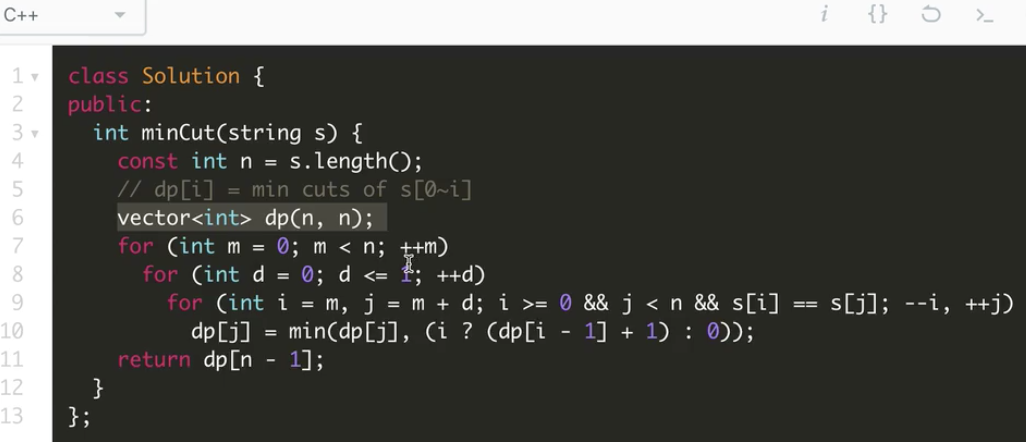 C++
i {} >_
1 class Solution {
2 public:
3 int minCut(string s) {
4 const int n = s.length();
5 // dp[i] = min cuts of s[0~i]
6 vector<int> dp(n, n);
7 for (int m = 0; m < n; ++m)
8 for (int d = 0; d <= 1; ++d)
9 for (int i = m, j = m + d; i >= 0 && j < n && s[i] == s[j]; --i, ++j)
10 dp[j] = min(dp[j], (i ? (dp[i - 1] + 1) : 0));
11 return dp[n - 1];
12 }
13 };